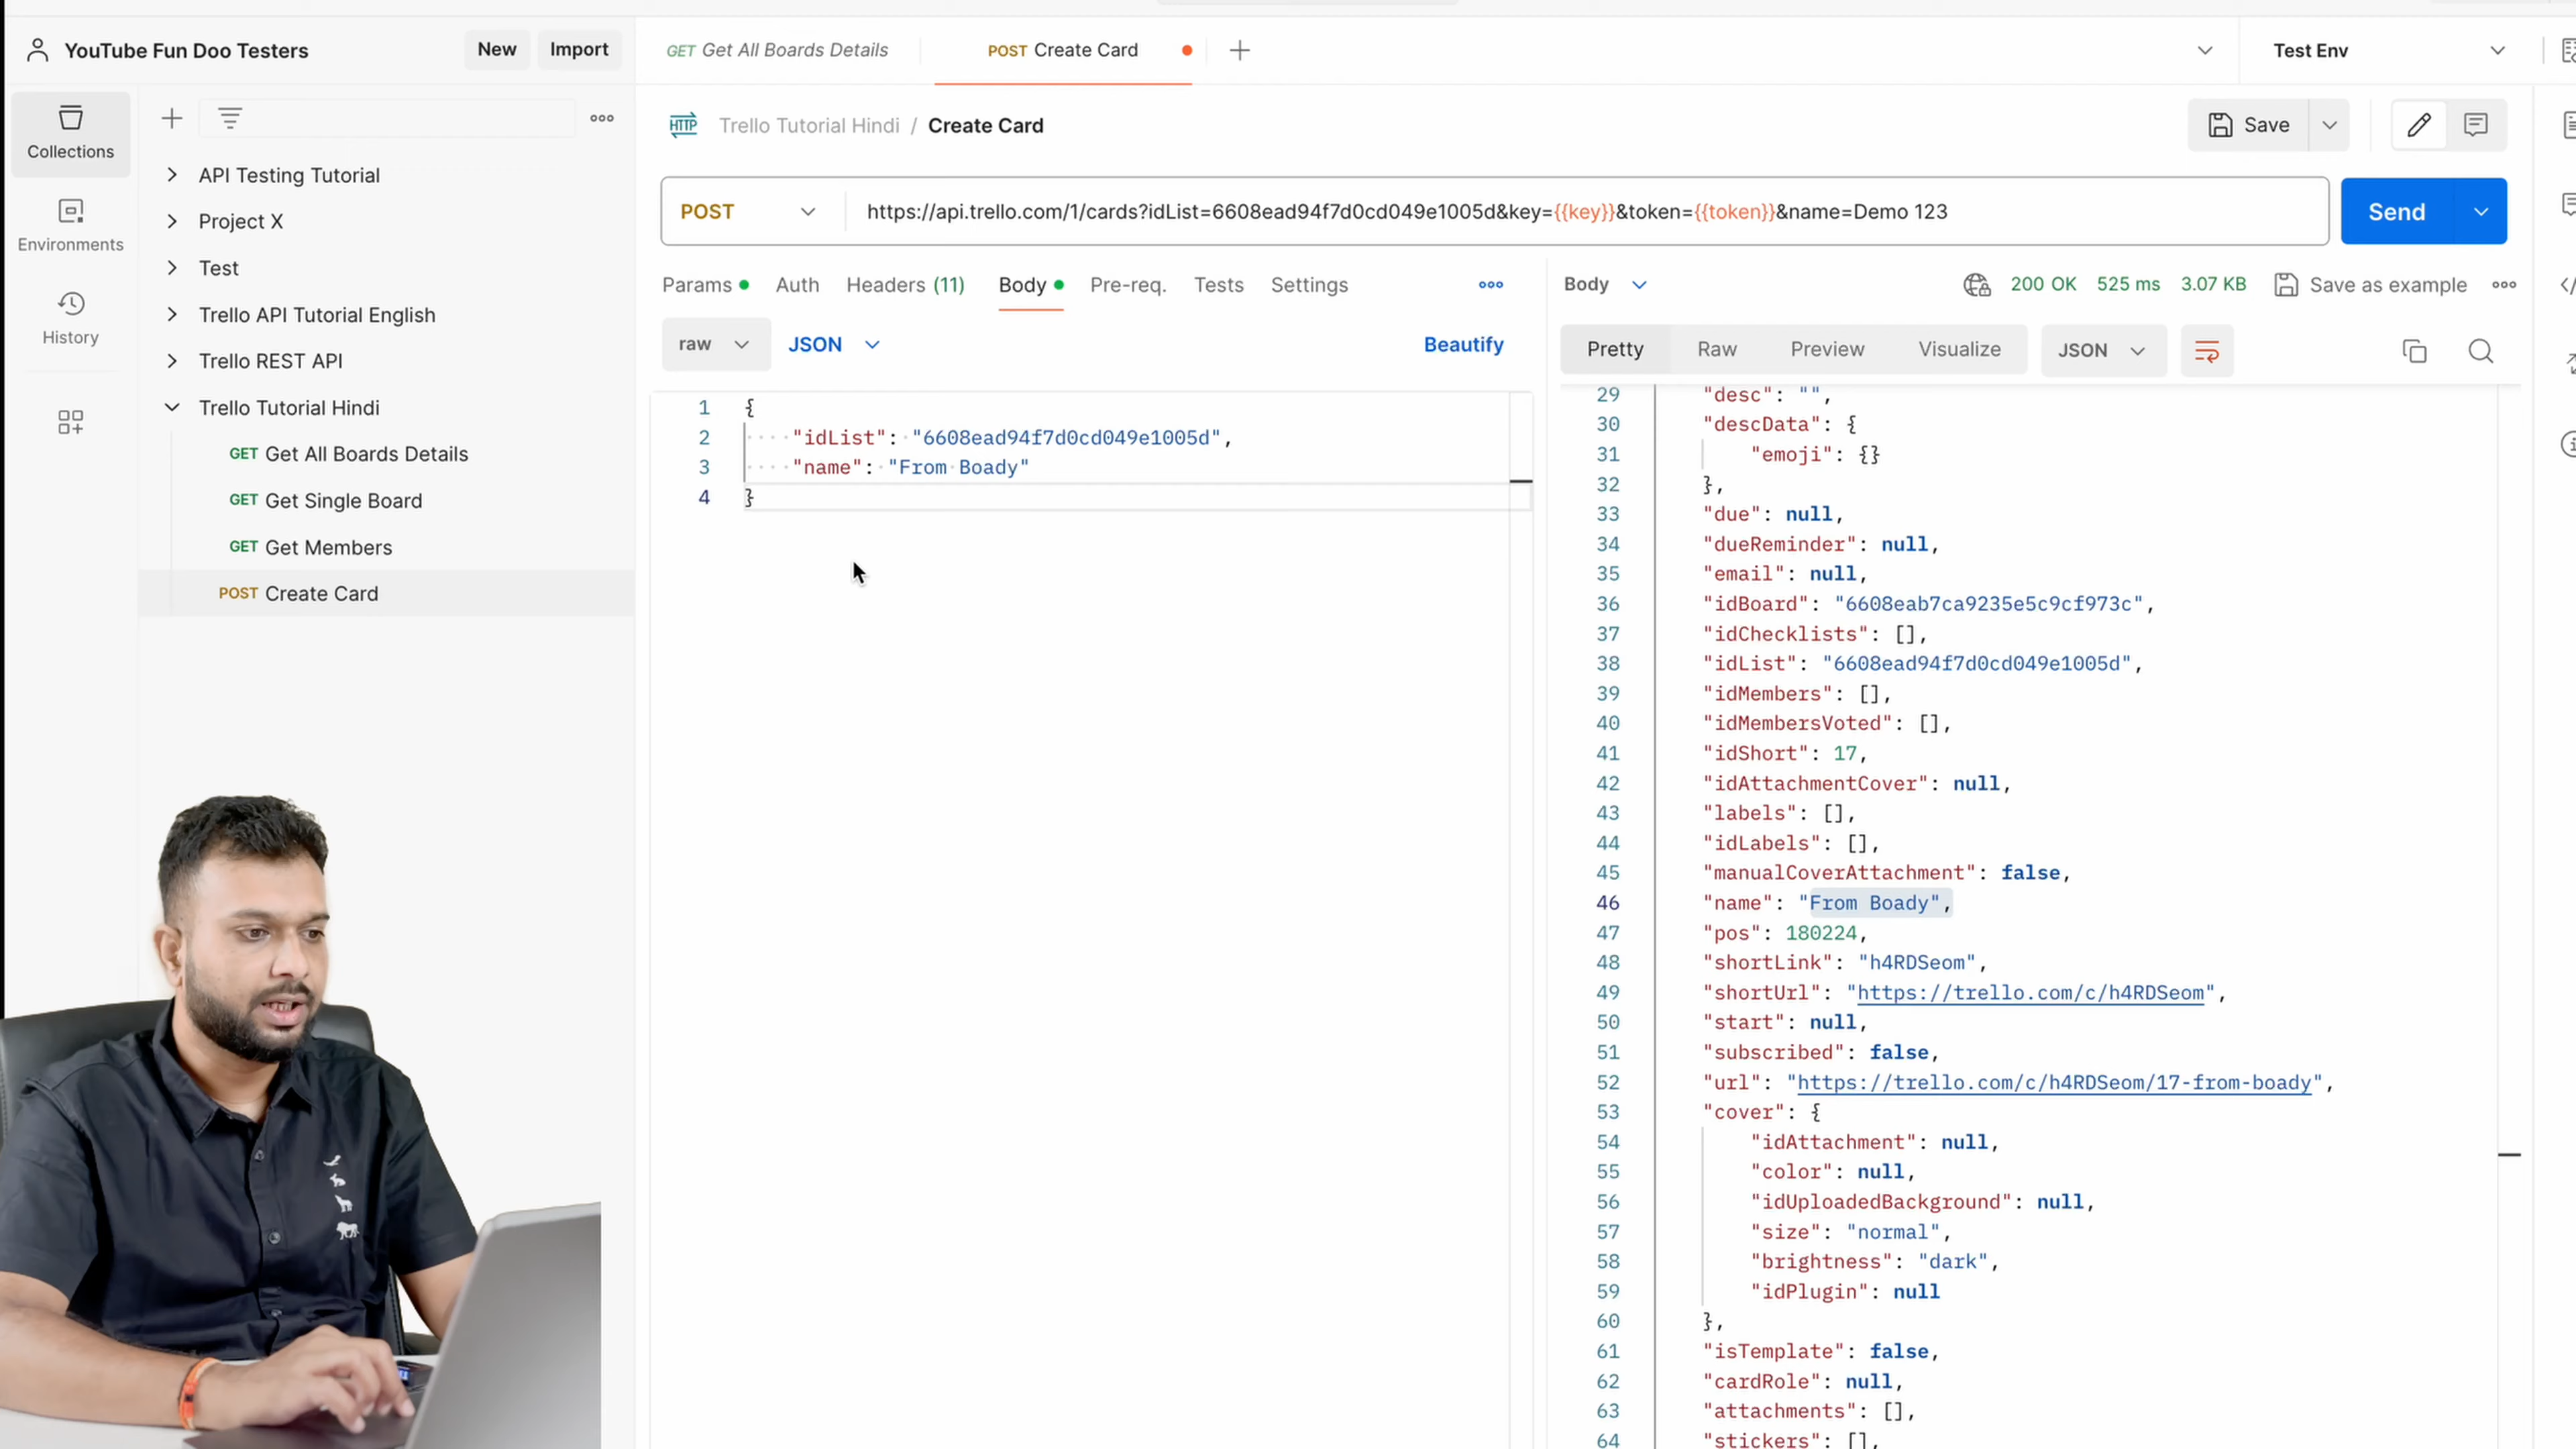 YouTube Fun Doo Testers
New
Import
GET Get All Boards Details
POST Create Card
Test Env
Collections
Environments
History
API Testing Tutorial
Project X
Test
Trello API Tutorial English
Trello REST API
Trello Tutorial Hindi
GET Get All Boards Details
GET Get Single Board
GET Get Members
POST Create Card
HTTP Trello Tutorial Hindi / Create Card
Save
POST
https://api.trello.com/1/cards?idList=6608ead94f7d0cd049e1005d&key={{key}}&token={{token}}&name=Demo 123
Send
Params
Auth
Headers (11)
Body
Pre-req.
Tests
Settings
raw
JSON
Beautify
1 {
2 "idList": "6608ead94f7d0cd049e1005d",
3 "name": "From Boady"
4 }
Body
200 OK 525 ms 3.07 KB
Save as example
Pretty
Raw
Preview
Visualize
JSON
29 "desc": "",
30 "descData": {
31 "emoji": {}
32 },
33 "due": null,
34 "dueReminder": null,
35 "email": null,
36 "idBoard": "6608eab7ca9235e5c9cf973c",
37 "idChecklists": [],
38 "idList": "6608ead94f7d0cd049e1005d",
39 "idMembers": [],
40 "idMembersVoted": [],
41 "idShort": 17,
42 "idAttachmentCover": null,
43 "labels": [],
44 "idLabels": [],
45 "manualCoverAttachment": false,
46 "name": "From Boady",
47 "pos": 180224,
48 "shortLink": "h4RDSeom",
49 "shortUrl": "https://trello.com/c/h4RDSeom",
50 "start": null,
51 "subscribed": false,
52 "url": "https://trello.com/c/h4RDSeom/17-from-boady",
53 "cover": {
54 "idAttachment": null,
55 "color": null,
56 "idUploadedBackground": null,
57 "size": "normal",
58 "brightness": "dark",
59 "idPlugin": null
60 },
61 "isTemplate": false,
62 "cardRole": null,
63 "attachments": [],
64 "stickers": [],